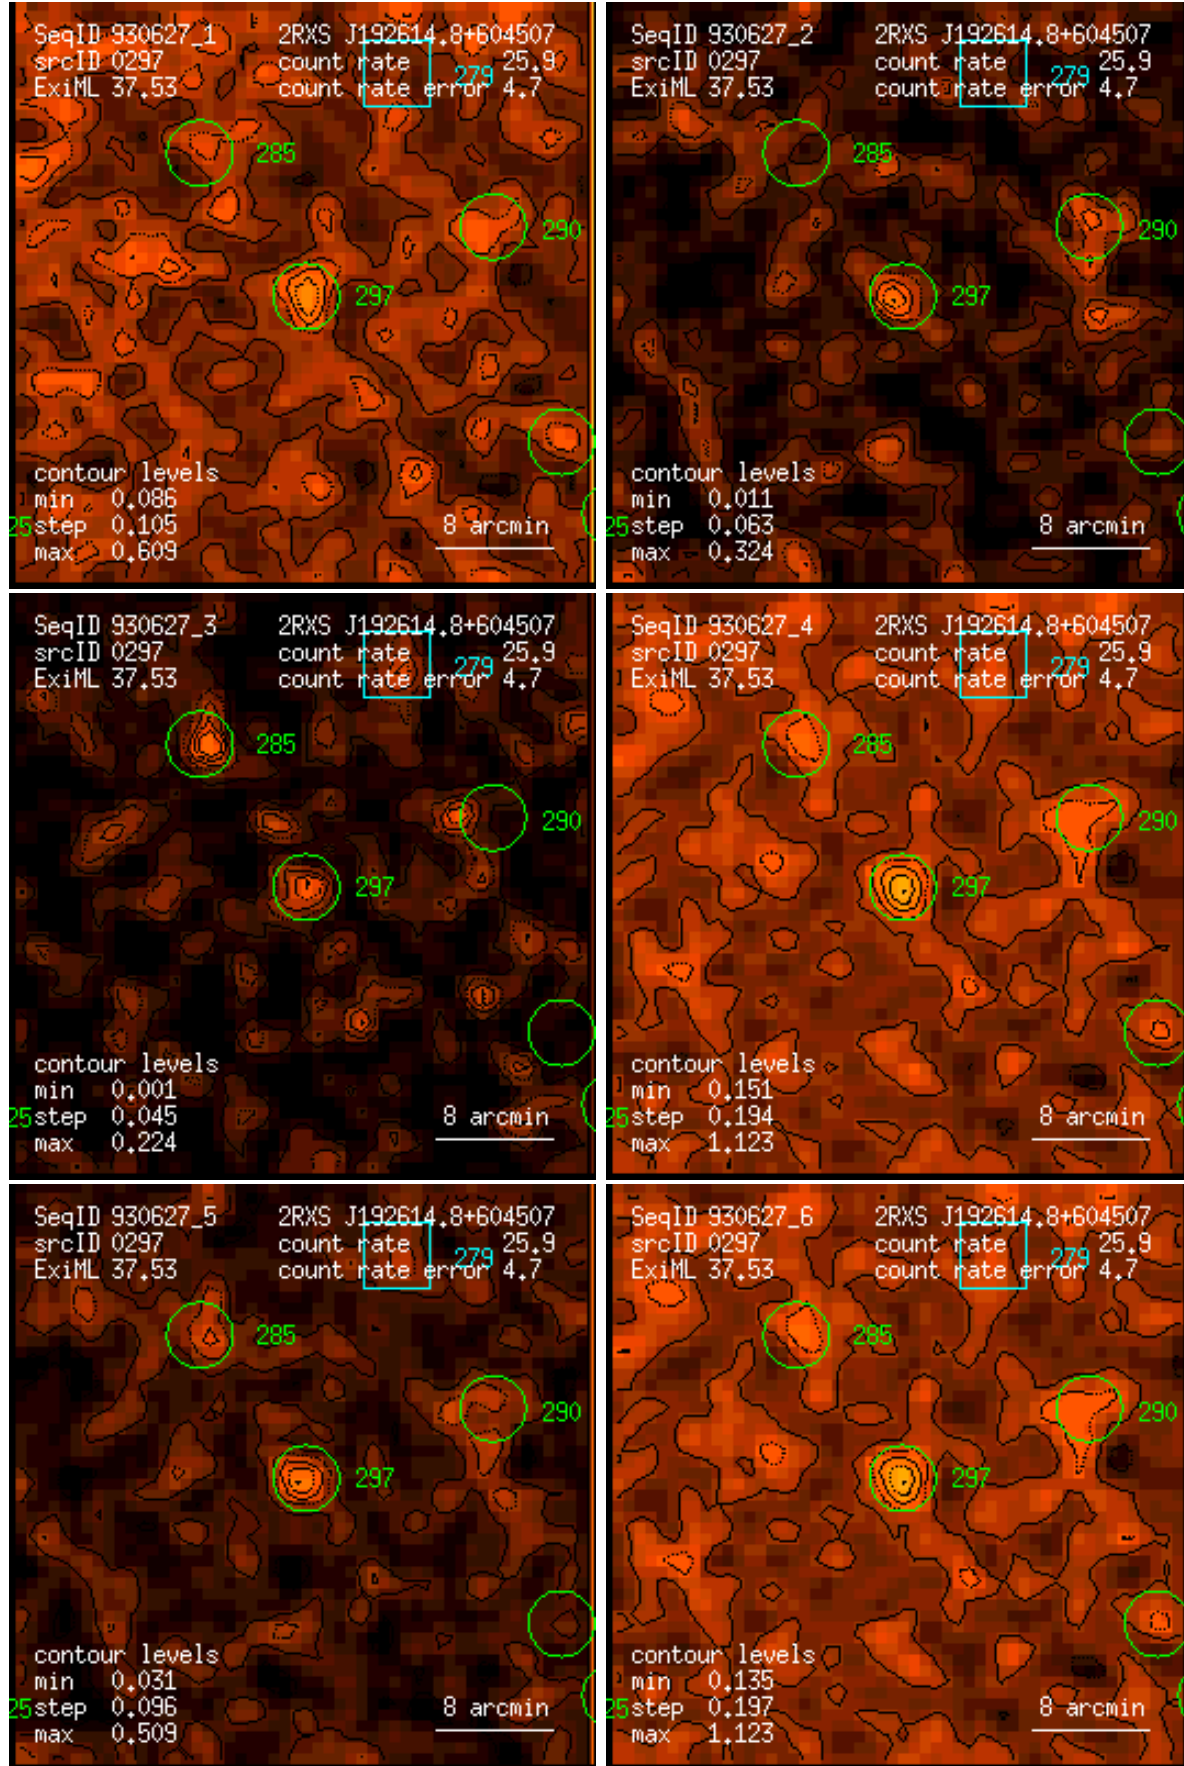 SeqID 930627_1 2RXS J192614.8+604507
srcID 0297 count rate 279 25.9
ExiML 37.53 count rate error 4.7
285
290
297
contour levels
min 0.086
step 0.105 8 arcmin
max 0.609
25
SeqID 930627_2 2RXS J192614.8+604507
srcID 0297 count rate 279 25.9
ExiML 37.53 count rate error 4.7
285
290
297
contour levels
min 0.011
25 step 0.063 8 arcmin
max 0.324
SeqID 930627_3 2RXS J192614.8+604507
srcID 0297 count rate 279 25.9
ExiML 37.53 count rate error 4.7
285
290
297
contour levels
min 0.001
25 step 0.045 8 arcmin
max 0.224
SeqID 930627_4 2RXS J192614.8+604507
srcID 0297 count rate 279 25.9
ExiML 37.53 count rate error 4.7
285
290
297
contour levels
min 0.151
25 step 0.194 8 arcmin
max 1.123
SeqID 930627_5 2RXS J192614.8+604507
srcID 0297 count rate 279 25.9
ExiML 37.53 count rate error 4.7
285
290
297
contour levels
min 0.031
25 step 0.096 8 arcmin
max 0.509
SeqID 930627_6 2RXS J192614.8+604507
srcID 0297 count rate 279 25.9
ExiML 37.53 count rate error 4.7
285
290
297
contour levels
min 0.135
25 step 0.197 8 arcmin
max 1.123